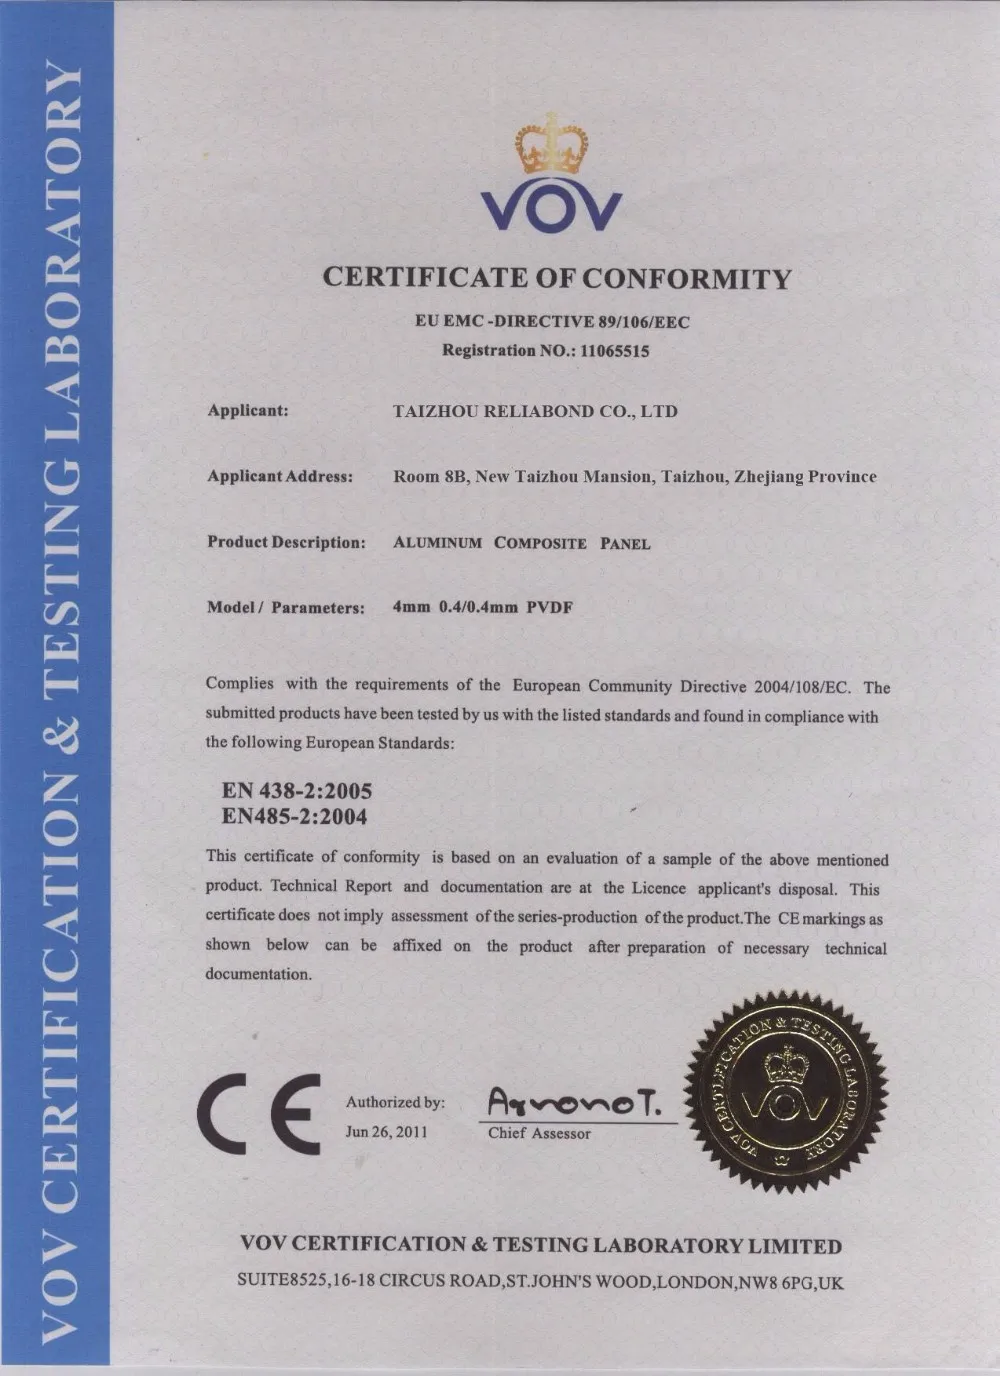 VOV CERTIFICATION & TESTING LABORATORY
VOV
CERTIFICATE OF CONFORMITY
EU EMC -DIRECTIVE 89/106/EEC
Registration NO.: 11065515
Applicant: TAIZHOU RELIABOND CO., LTD
Applicant Address: Room 8B, New Taizhou Mansion, Taizhou, Zhejiang Province
Product Description: ALUMINUM COMPOSITE PANEL
Model / Parameters: 4mm 0.4/0.4mm PVDF
Complies with the requirements of the European Community Directive 2004/108/EC. The
submitted products have been tested by us with the listed standards and found in compliance with
the following European Standards:
EN 438-2:2005
EN485-2:2004
This certificate of conformity is based on an evaluation of a sample of the above mentioned
product. Technical Report and documentation are at the Licence applicant's disposal. This
certificate does not imply assessment of the series-production of the product.The CE markings as
shown below can be affixed on the product after preparation of necessary technical
documentation.
CE
Authorized by:
Jun 26, 2011
Chief Assessor
VOV CERTIFICATION & TESTING LABORATORY
VOV
VOV CERTIFICATION & TESTING LABORATORY LIMITED
SUITE8525,16-18 CIRCUS ROAD,ST.JOHN'S WOOD,LONDON,NW8 6PG,UK